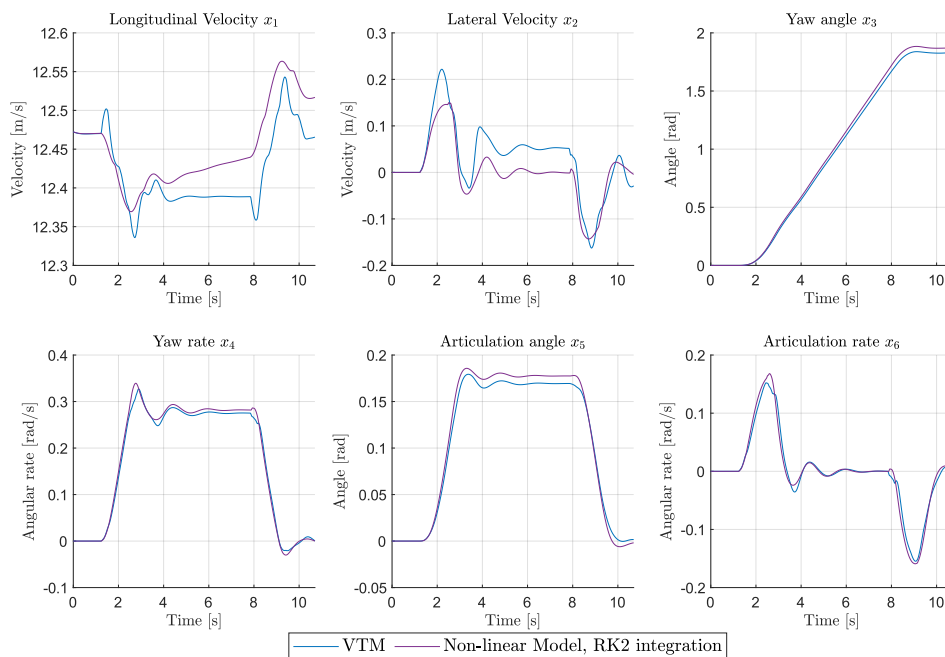 Longitudinal Velocity x₁
Velocity [m/s]
12.6
12.55
12.5
12.45
12.4
12.35
12.3
0 2 4 6 8 10
Time [s]
Lateral Velocity x₂
Velocity [m/s]
0.3
0.2
0.1
0
-0.1
-0.2
0 2 4 6 8 10
Time [s]
Yaw angle x₃
Angle [rad]
2
1.5
1
0.5
0
0 2 4 6 8 10
Time [s]
Yaw rate x₄
Angular rate [rad/s]
0.4
0.3
0.2
0.1
0
-0.1
0 2 4 6 8 10
Time [s]
Articulation angle x₅
Angle [rad]
0.2
0.15
0.1
0.05
0
-0.05
0 2 4 6 8 10
Time [s]
Articulation rate x₆
Angular rate [rad/s]
0.2
0.1
0
-0.1
-0.2
0 2 4 6 8 10
Time [s]
VTM
Non-linear Model, RK2 integration